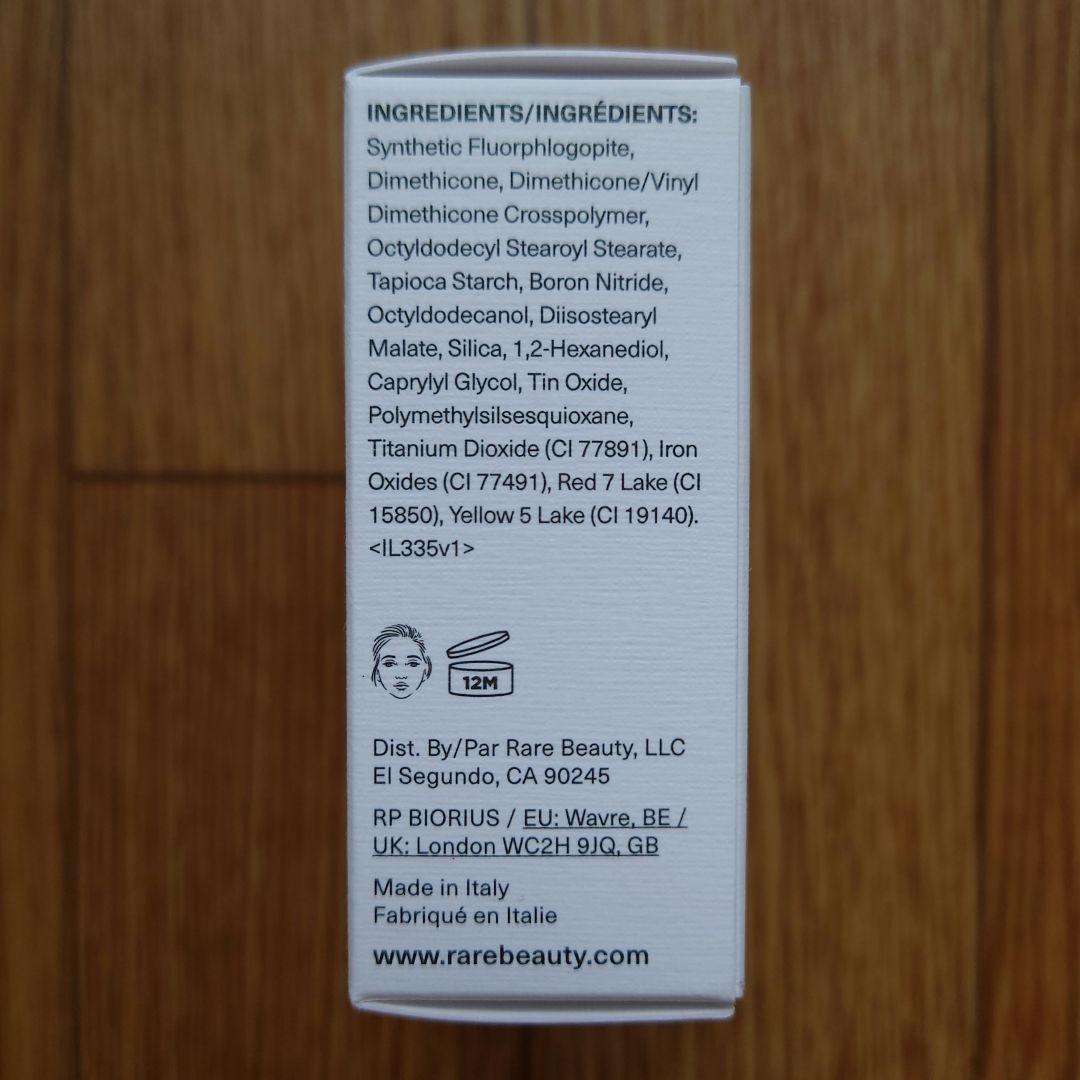 INGREDIENTS/INGRÉDIENTS:
Synthetic Fluorphlogopite,
Dimethicone, Dimethicone/Vinyl
Dimethicone Crosspolymer,
Octyldodecyl Stearoyl Stearate,
Tapioca Starch, Boron Nitride,
Octyldodecanol, Diisostearyl
Malate, Silica, 1,2-Hexanediol,
Caprylyl Glycol, Tin Oxide,
Polymethylsilsesquioxane,
Titanium Dioxide (CI 77891), Iron
Oxides (CI 77491), Red 7 Lake (CI
15850), Yellow 5 Lake (CI 19140).
<IL335v1>
12M
Dist. By/Par Rare Beauty, LLC
El Segundo, CA 90245
RP BIORIUS / EU: Wavre, BE /
UK: London WC2H 9JQ, GB
Made in Italy
Fabriqué en Italie
www.rarebeauty.com